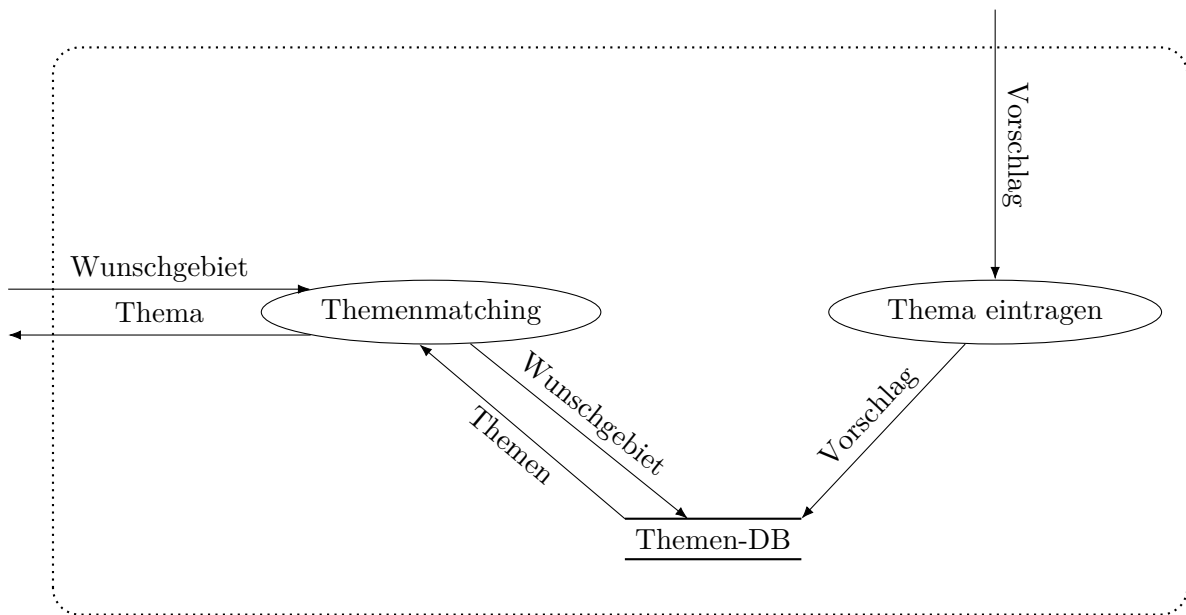 Vorschlag
Wunschgebiet
Thema
Themenmatching
Thema eintragen
Wunschgebiet
Themen
Vorschlag
Themen-DB